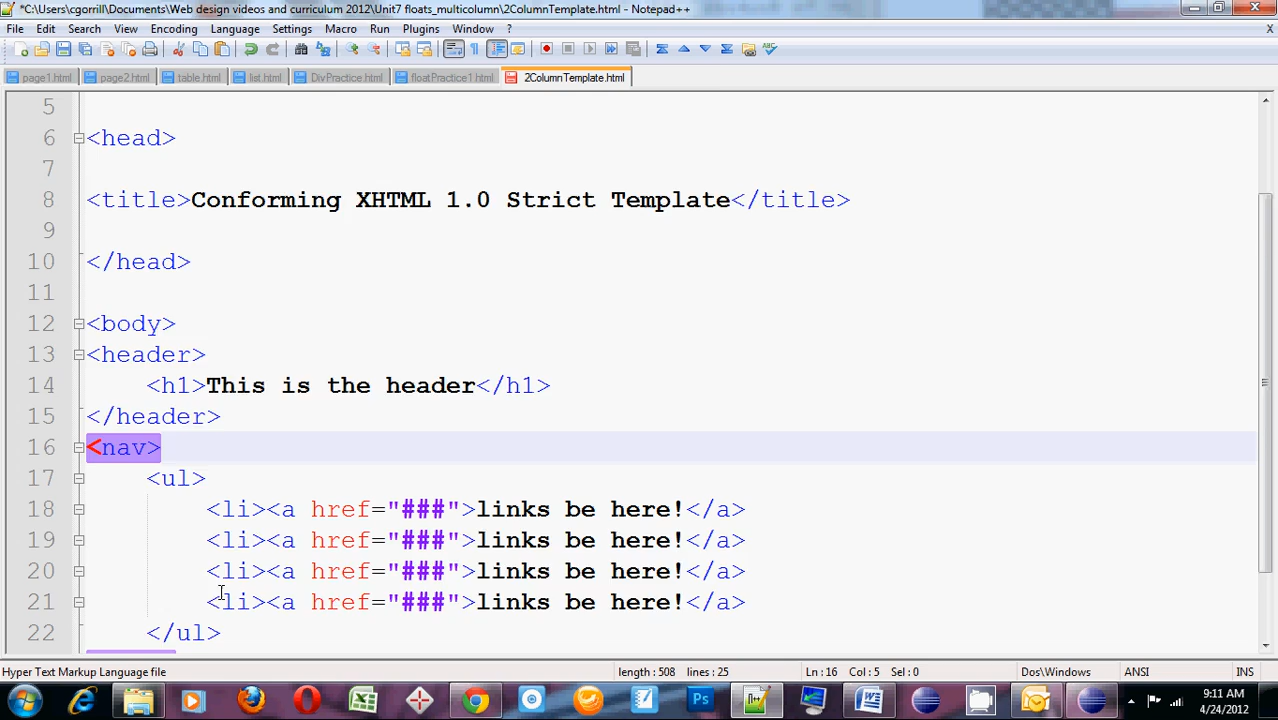 *C:\Users\cgorrill\Documents\Web design videos and curriculum 2012\Unit7 floats_multicolumn\2ColumnTemplate.html - Notepad++
File Edit Search View Encoding Language Settings Macro Run Plugins Window ? X
page1.html page2.html table.html list.html DivPractice.html floatPractice1.html 2ColumnTemplate.html
5
6 <head>
7
8 <title>Conforming XHTML 1.0 Strict Template</title>
9
10 </head>
11
12 <body>
13 <header>
14 <h1>This is the header</h1>
15 </header>
16 <nav>
17 <ul>
18 <li><a href="###">links be here!</a>
19 <li><a href="###">links be here!</a>
20 <li><a href="###">links be here!</a>
21 <li><a href="###">links be here!</a>
22 </ul>
Hyper Text Markup Language file length : 508 lines : 25 Ln : 16 Col : 5 Sel : 0 Dos\Windows ANSI INS
9:11 AM
4/24/2012